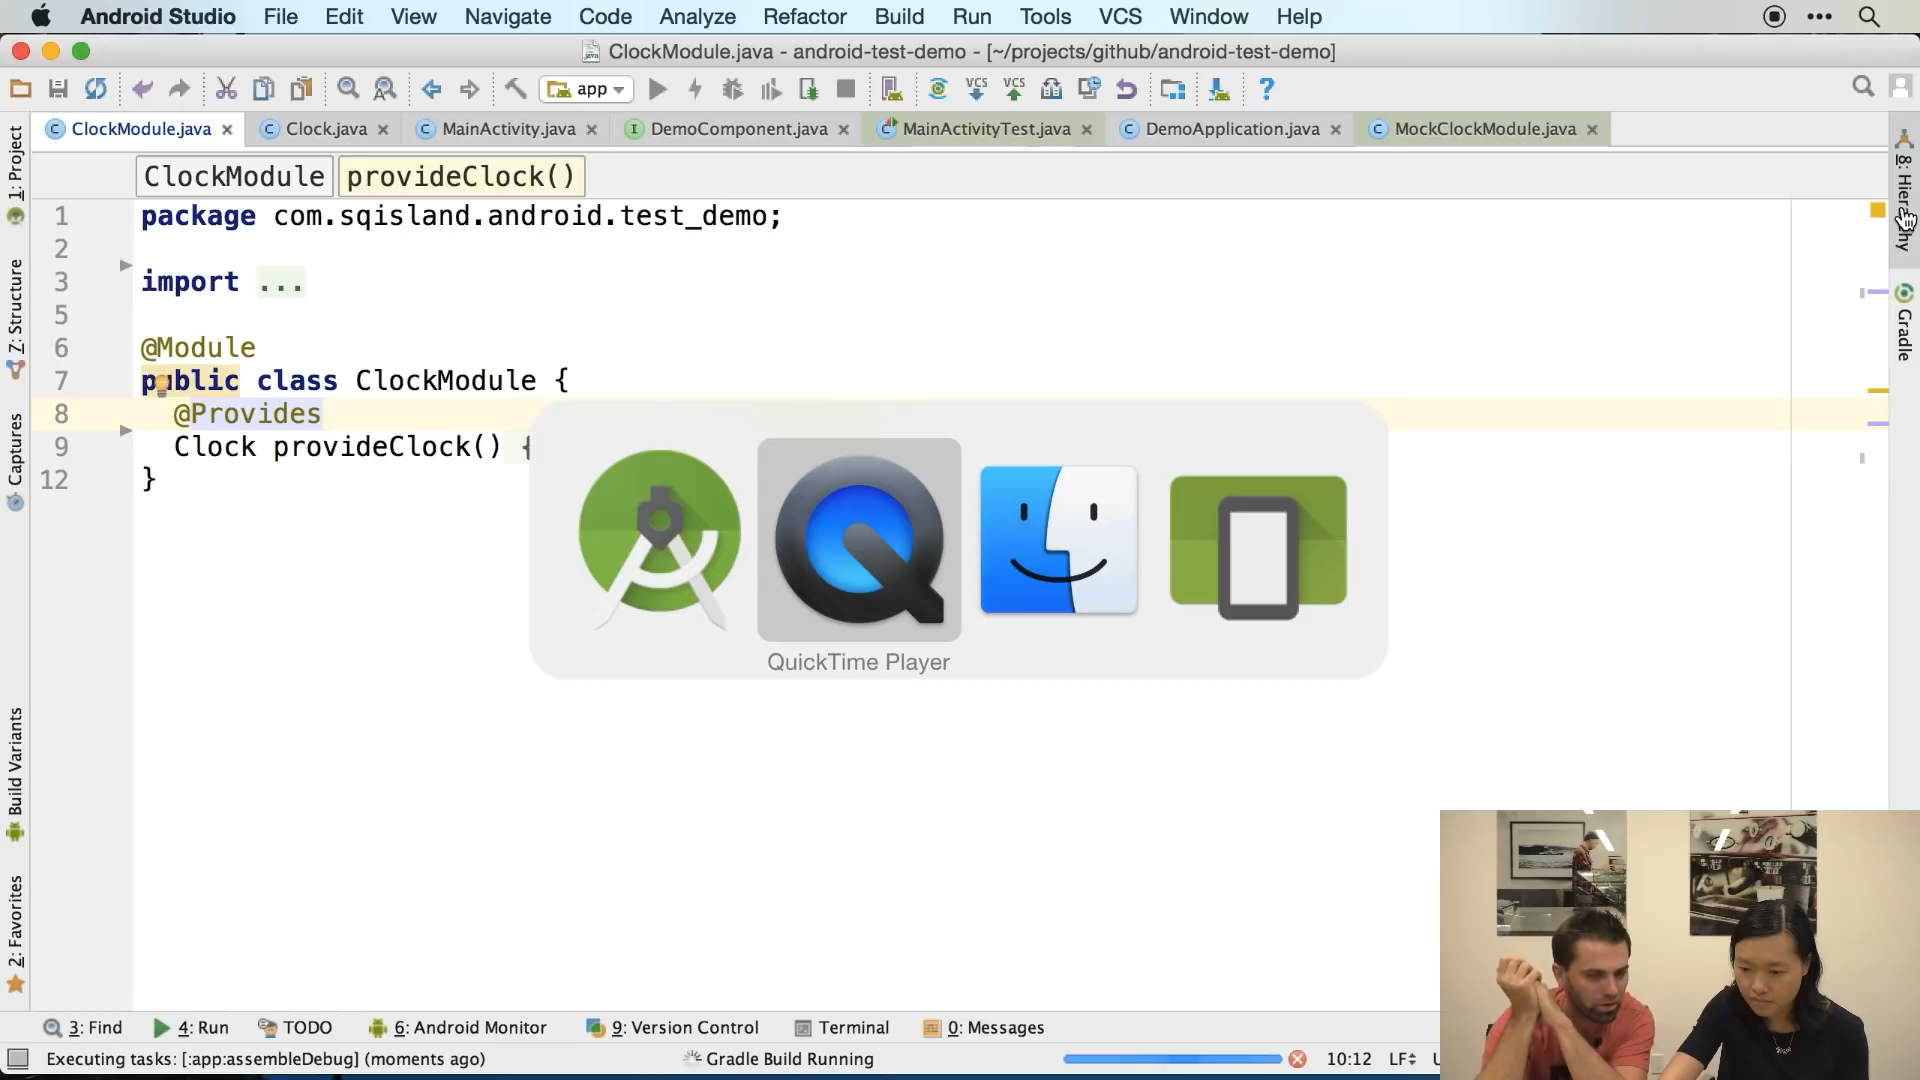 Android Studio File Edit View Navigate Code Analyze Refactor Build Run Tools VCS Window Help
ClockModule.java - android-test-demo - [~/projects/github/android-test-demo]
app VCS VCS ?
ClockModule.java Clock.java MainActivity.java DemoComponent.java MainActivityTest.java DemoApplication.java MockClockModule.java
ClockModule provideClock()
1 package com.sqisland.android.test_demo;
2
3 import ...
5
6 @Module
7 public class ClockModule {
8 @Provides
9 Clock provideClock() {
12 }
QuickTime Player
1: Project
7: Structure
Captures
Build Variants
2: Favorites
8: Hierarchy
Gradle
3: Find 4: Run TODO 6: Android Monitor 9: Version Control Terminal 0: Messages
Executing tasks: [:app:assembleDebug] (moments ago) Gradle Build Running 10:12 LF